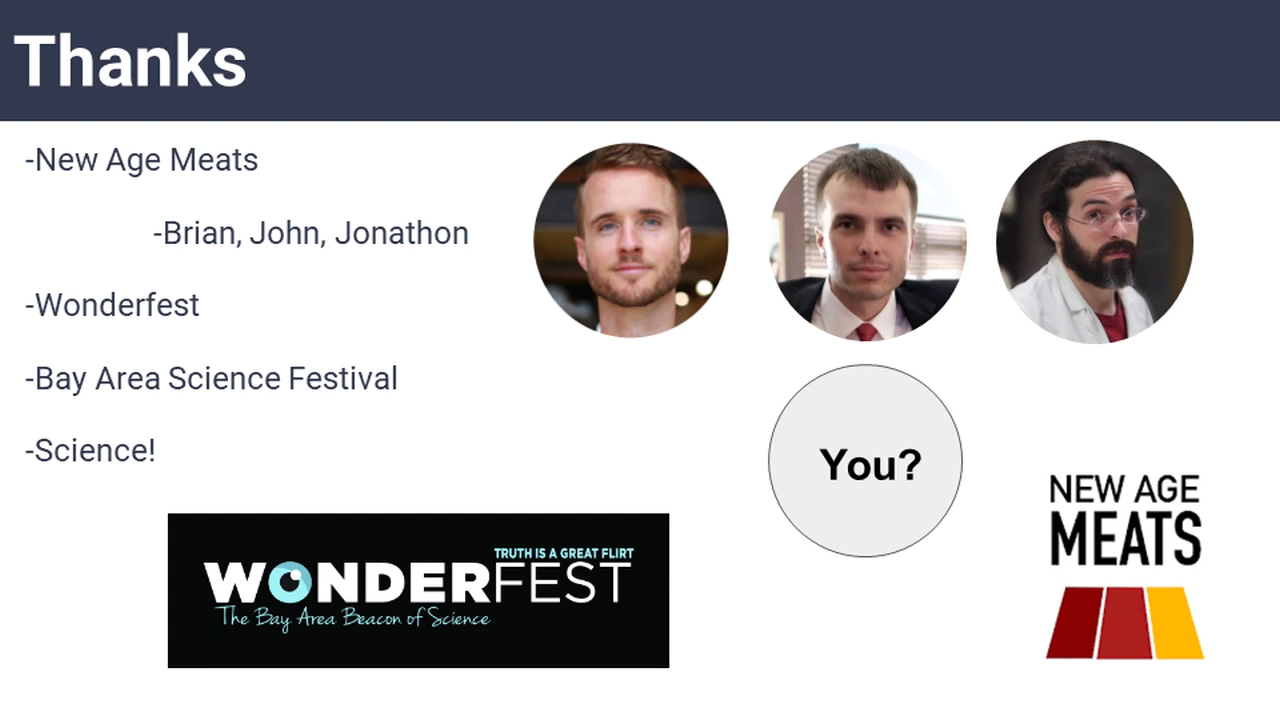 Thanks
-New Age Meats
-Brian, John, Jonathon
-Wonderfest
-Bay Area Science Festival
-Science!
You?
TRUTH IS A GREAT FLIRT
WONDERFEST
The Bay Area Beacon of Science
NEW AGE
MEATS